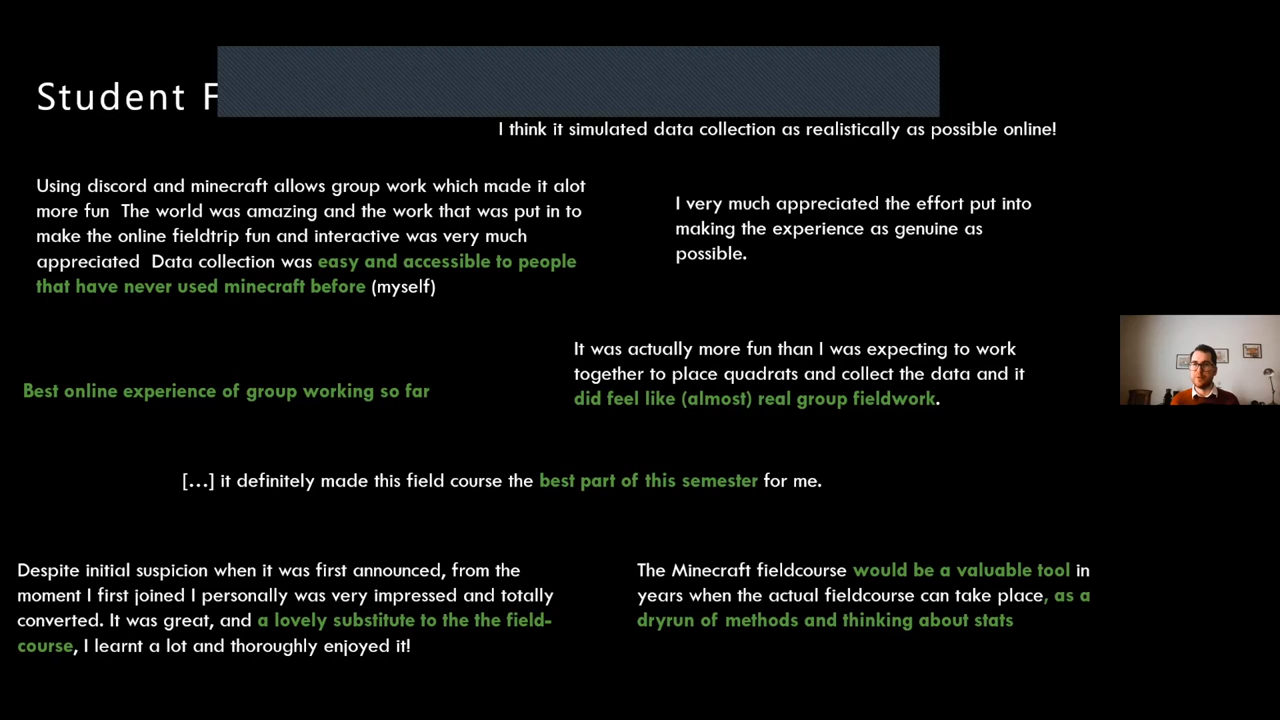 Student F
I think it simulated data collection as realistically as possible online!
Using discord and minecraft allows group work which made it alot
more fun The world was amazing and the work that was put in to
make the online fieldtrip fun and interactive was very much
appreciated Data collection was easy and accessible to people
that have never used minecraft before (myself)
I very much appreciated the effort put into
making the experience as genuine as
possible.
It was actually more fun than I was expecting to work
together to place quadrats and collect the data and it
did feel like (almost) real group fieldwork.
Best online experience of group working so far
[...] it definitely made this field course the best part of this semester for me.
Despite initial suspicion when it was first announced, from the
moment I first joined I personally was very impressed and totally
converted. It was great, and a lovely substitute to the the field-
course, I learnt a lot and thoroughly enjoyed it!
The Minecraft fieldcourse would be a valuable tool in
years when the actual fieldcourse can take place, as a
dryrun of methods and thinking about stats